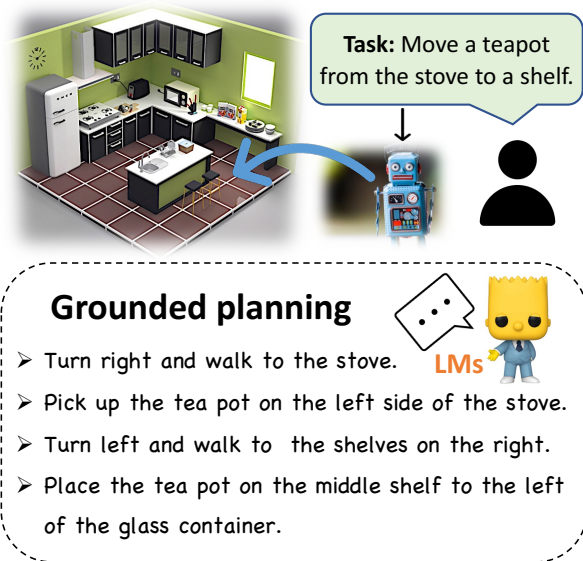 Task: Move a teapot
from the stove to a shelf.
Grounded planning
LMs
➢ Turn right and walk to the stove.
➢ Pick up the tea pot on the left side of the stove.
➢ Turn left and walk to the shelves on the right.
➢ Place the tea pot on the middle shelf to the left
of the glass container.